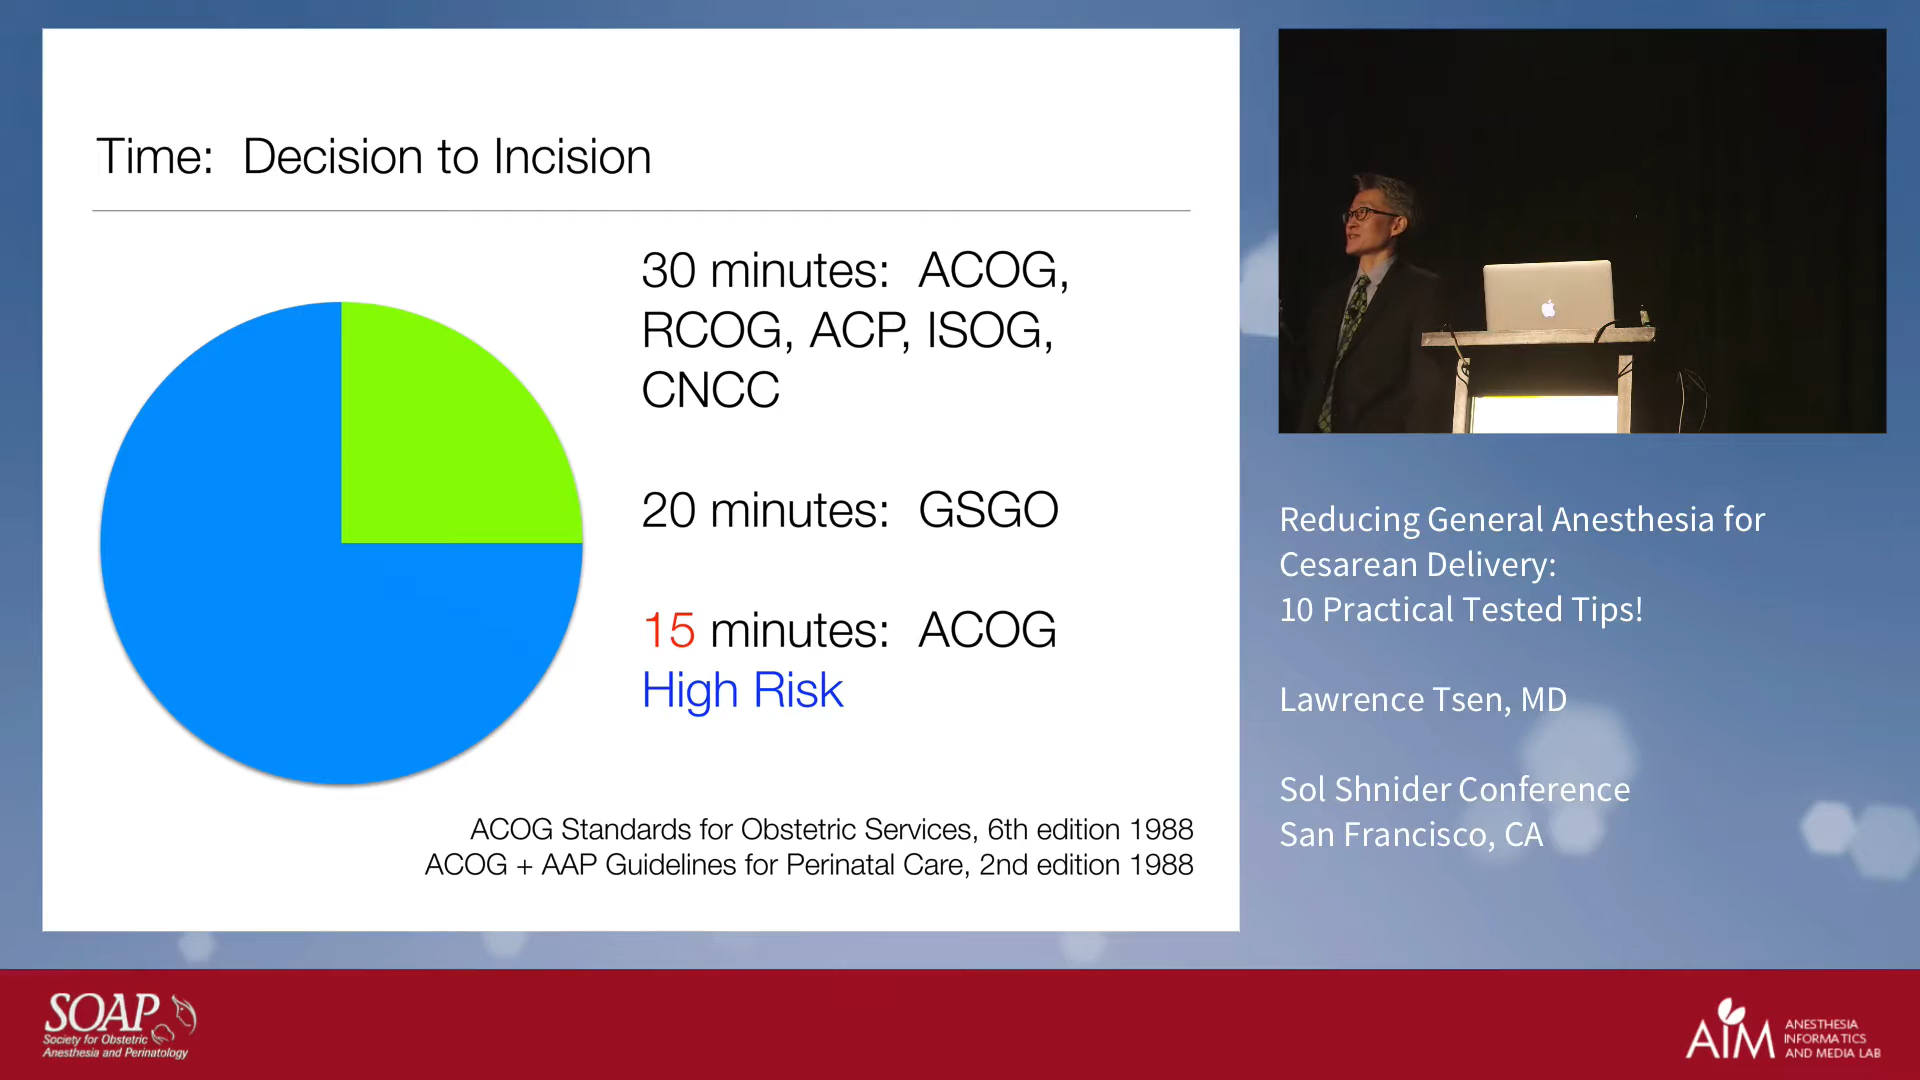 Time: Decision to Incision
30 minutes: ACOG,
RCOG, ACP, ISOG,
CNCC
20 minutes: GSGO
15 minutes: ACOG
High Risk
ACOG Standards for Obstetric Services, 6th edition 1988
ACOG + AAP Guidelines for Perinatal Care, 2nd edition 1988
Reducing General Anesthesia for
Cesarean Delivery:
10 Practical Tested Tips!
Lawrence Tsen, MD
Sol Shnider Conference
San Francisco, CA
SOAP
Society for Obstetric
Anesthesia and Perinatology
AIM
ANESTHESIA
INFORMATICS
AND MEDIA LAB